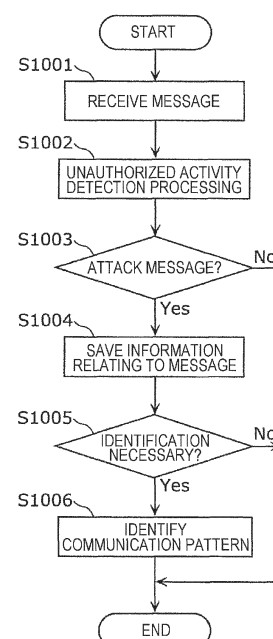 START
S1001
RECEIVE MESSAGE
S1002
UNAUTHORIZED ACTIVITY
DETECTION PROCESSING
S1003
ATTACK MESSAGE?
No
Yes
S1004
SAVE INFORMATION
RELATING TO MESSAGE
S1005
IDENTIFICATION
NECESSARY?
No
Yes
S1006
IDENTIFY
COMMUNICATION PATTERN
END